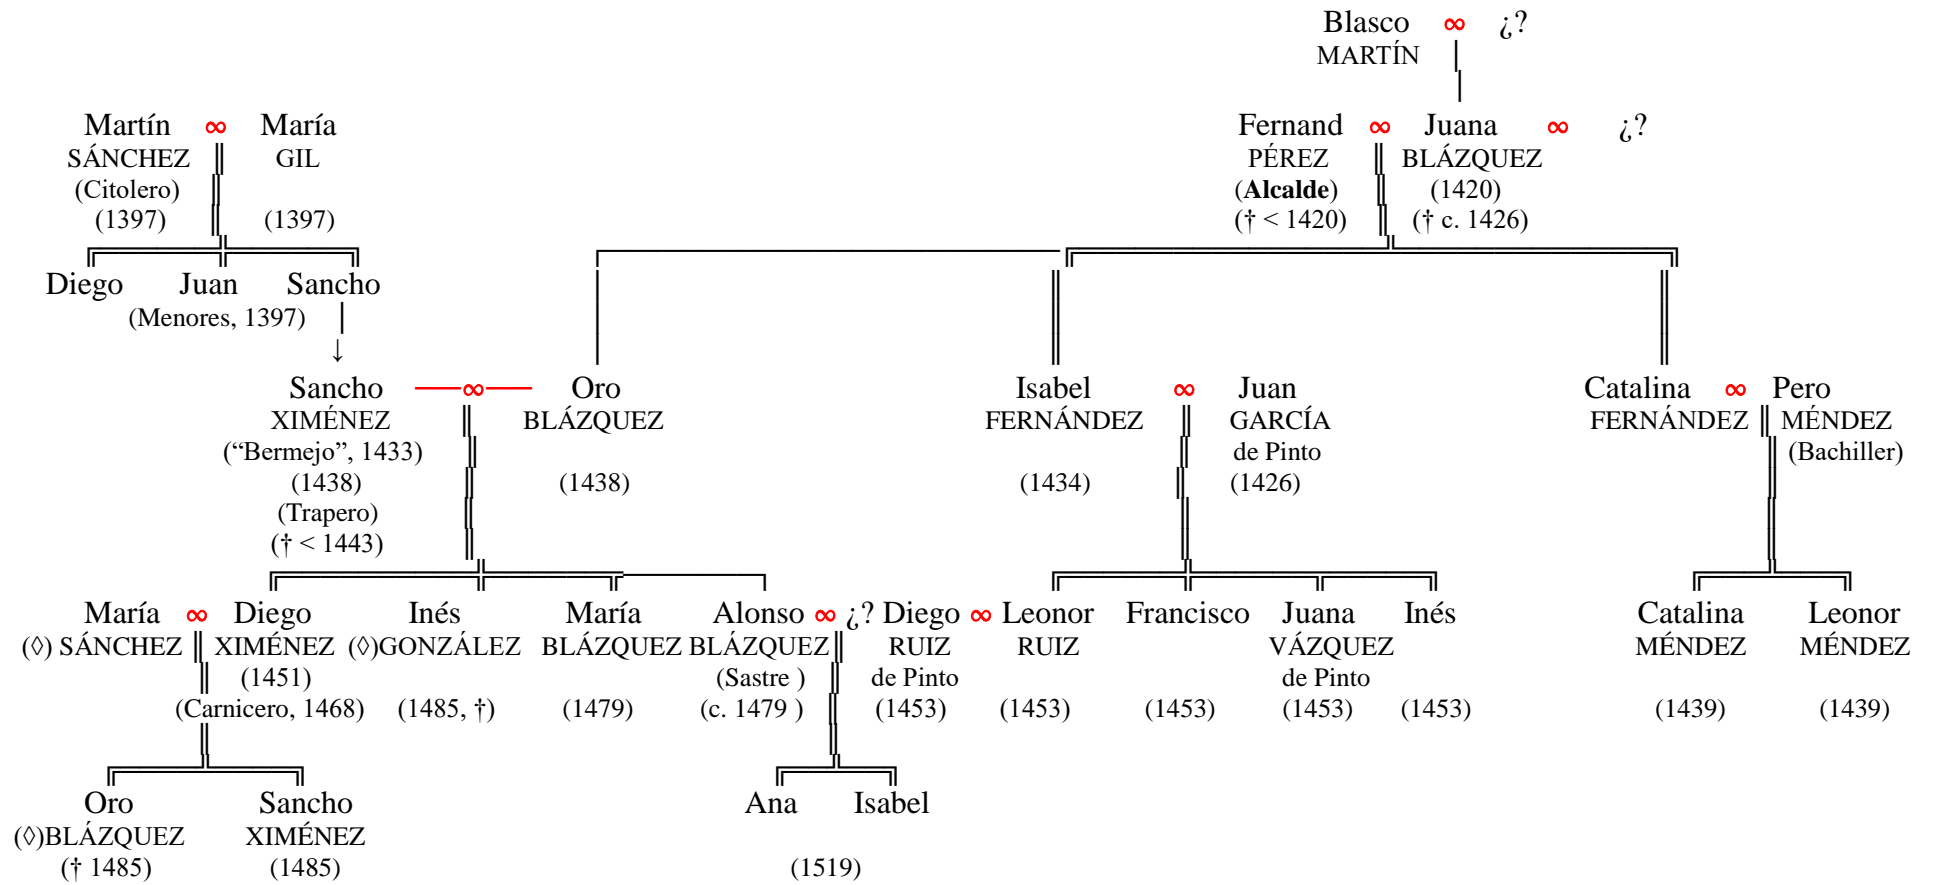 Blasco ∞ ¿?
MARTÍN
Martín ∞ María Fernand ∞ Juana ∞ ¿?
SÁNCHEZ GIL PÉREZ BLÁZQUEZ
(Citolero) (Alcalde) (1420)
(1397) (1397) († < 1420) († c. 1426)
Diego Juan Sancho
(Menores, 1397)
↓
Sancho ∞ Oro Isabel ∞ Juan Catalina ∞ Pero
XIMÉNEZ BLÁZQUEZ FERNÁNDEZ GARCÍA FERNÁNDEZ MÉNDEZ
(“Bermejo”, 1433) de Pinto (Bachiller)
(1438) (1438) (1434) (1426)
(Trapero)
(† < 1443)
María ∞ Diego Inés María Alonso ∞ ¿? Diego ∞ Leonor Francisco Juana Inés Catalina Leonor
(◊) SÁNCHEZ XIMÉNEZ (◊)GONZÁLEZ BLÁZQUEZ BLÁZQUEZ RUIZ RUIZ VÁZQUEZ MÉNDEZ MÉNDEZ
(1451) (Sastre ) de Pinto de Pinto
(Carnicero, 1468) (1485, †) (1479) (c. 1479 ) (1453) (1453) (1453) (1453) (1453) (1439) (1439)
Oro Sancho Ana Isabel
(◊)BLÁZQUEZ XIMÉNEZ
(† 1485) (1485) (1519)